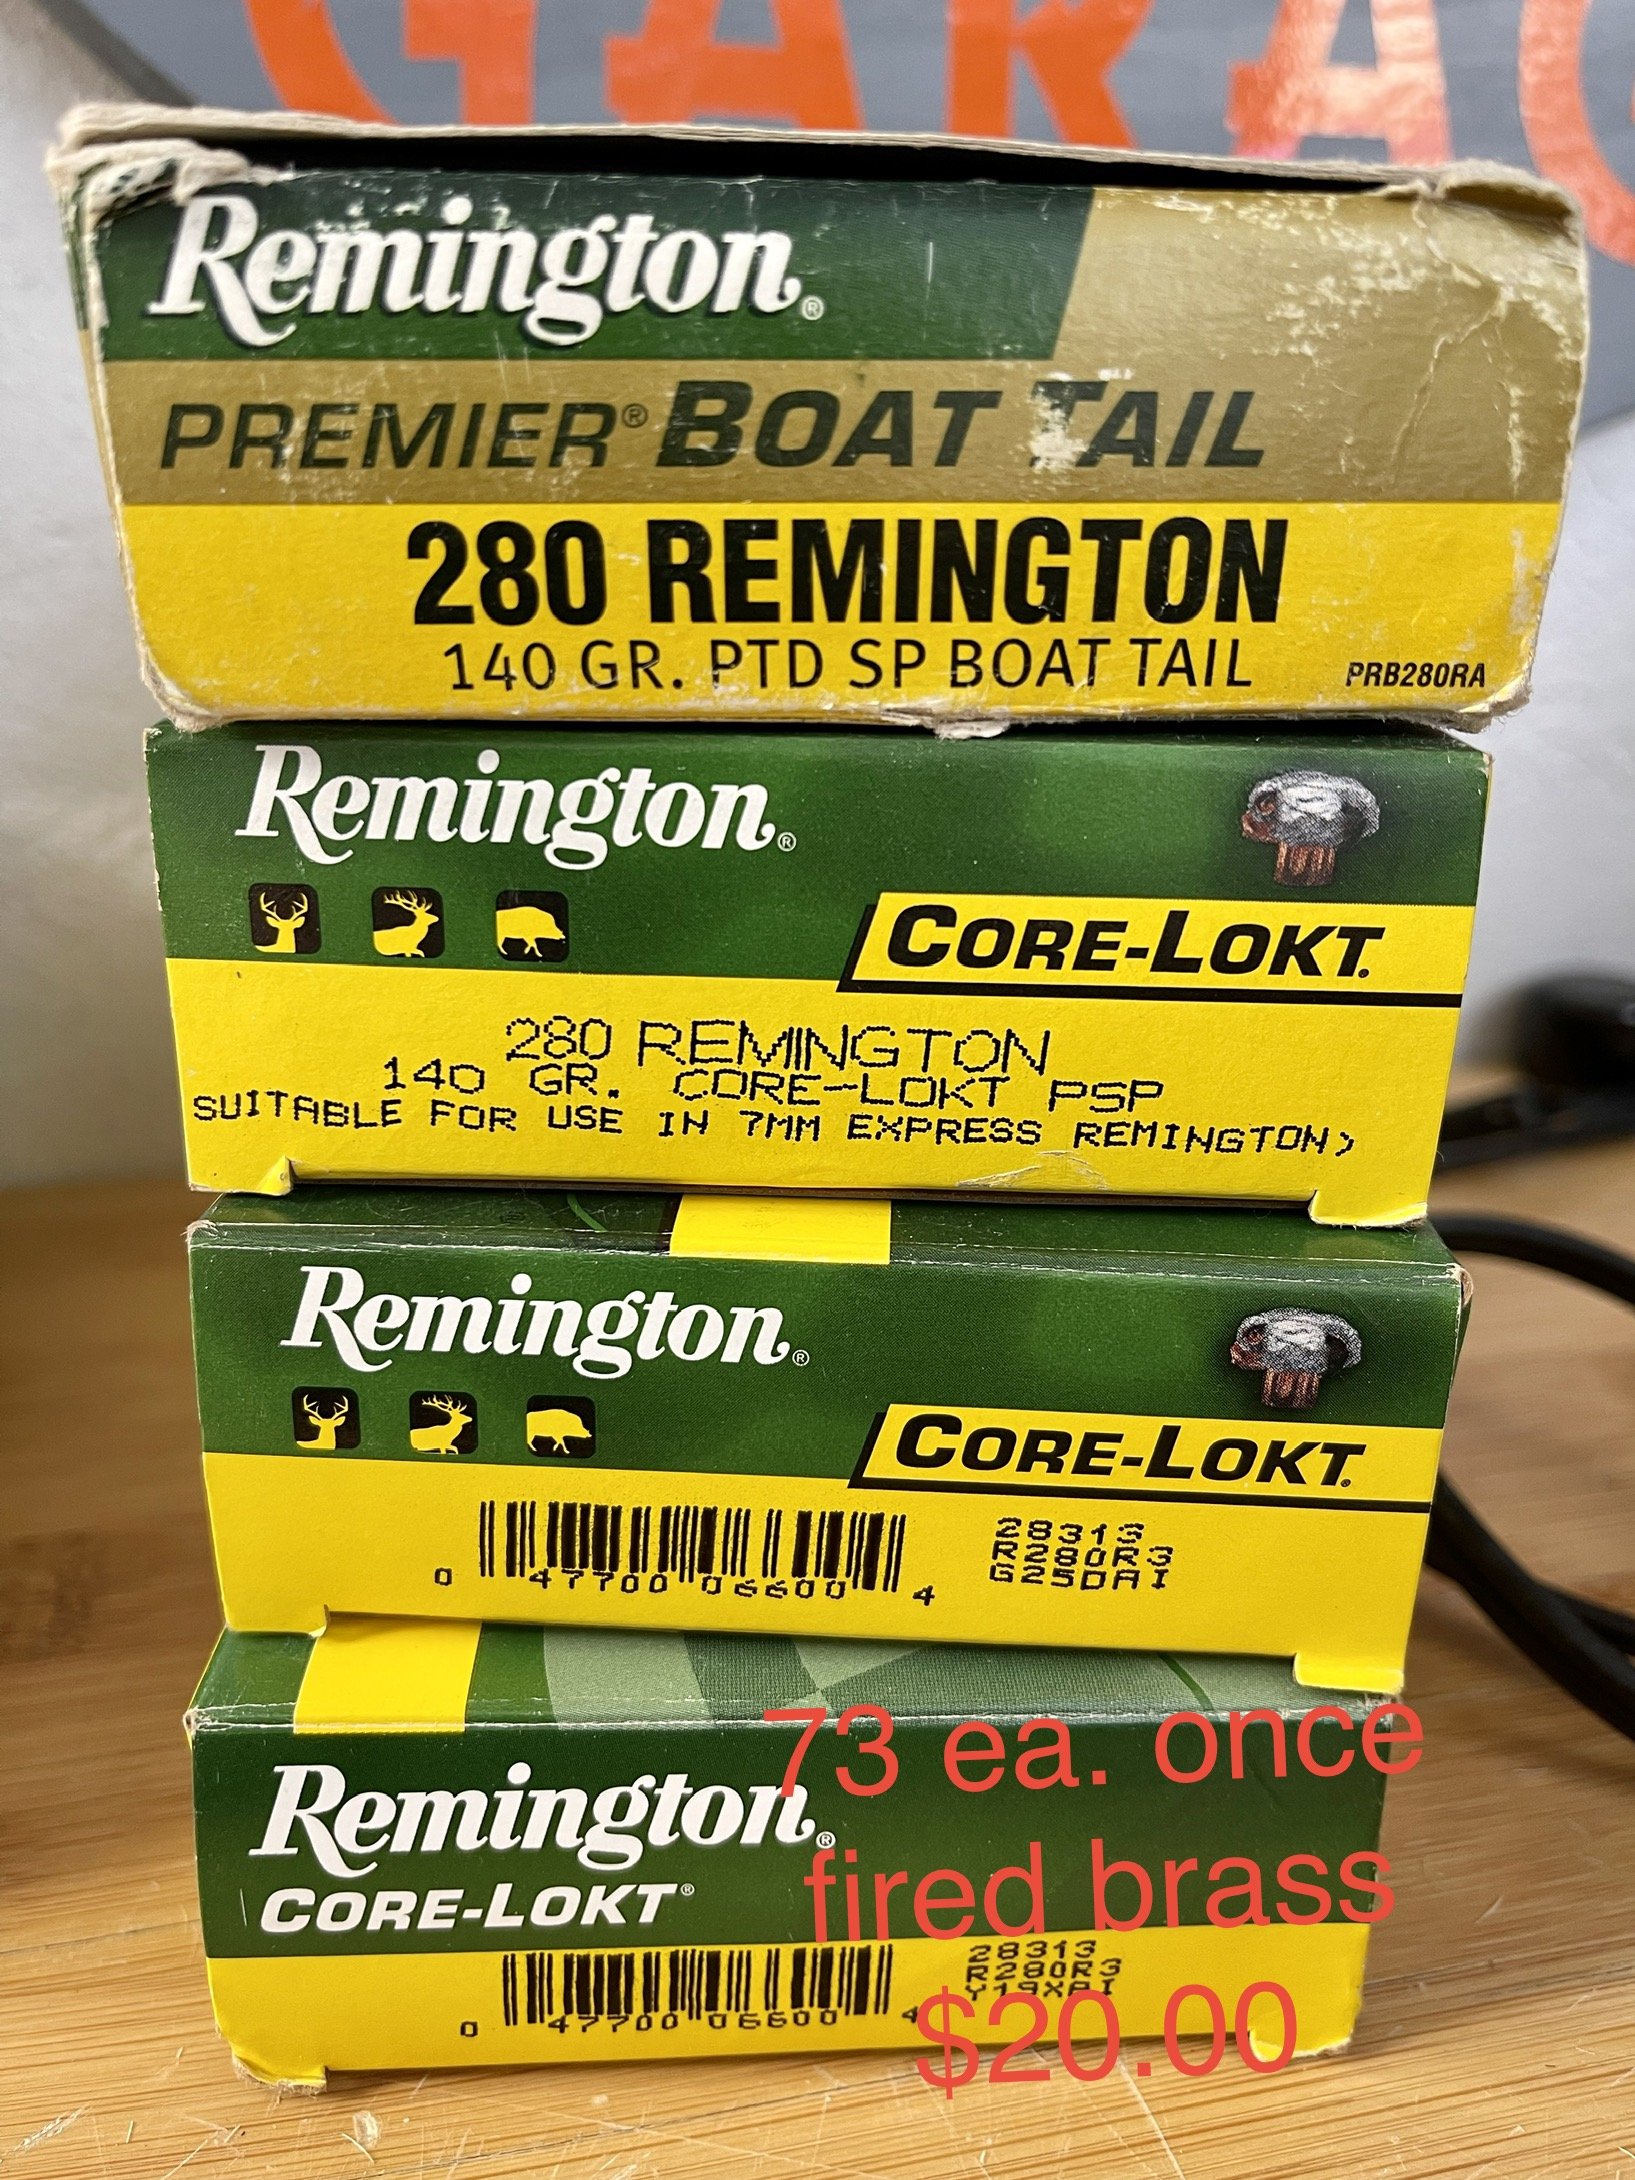 GARAG
Remington®
PREMIER® BOAT TAIL
280 REMINGTON
140 GR. PTD SP BOAT TAIL PRB280RA
Remington®
CORE-LOKT®
280 REMINGTON
140 GR. CORE-LOKT PSP
SUITABLE FOR USE IN 7MM EXPRESS REMINGTON>
Remington®
CORE-LOKT®
0 47700 06600 4
28313
R280R3
G25DAI
Remington®
CORE-LOKT®
0 47700 06600 4
28313
R280R3
73 ea. once
fired brass
$20.00